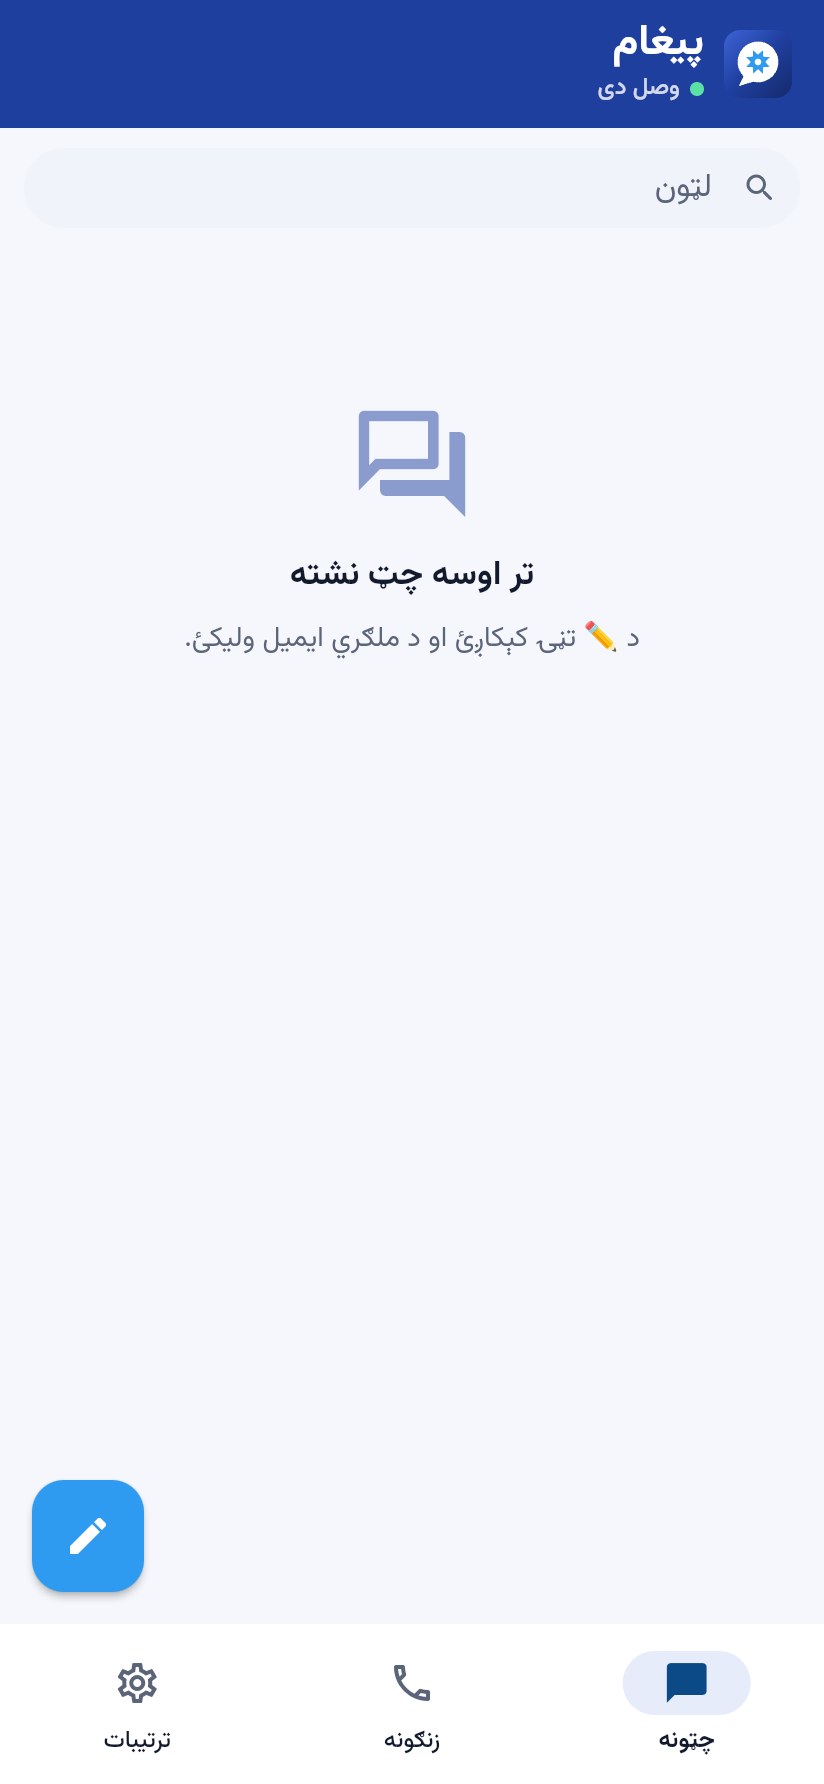 پیغام
وصل دی
لټون
تر اوسه چټ نشته
د ✏️ تڼۍ کېکاږئ او د ملګري ایمیل ولیکئ.
چټونه
زنګونه
ترتیبات